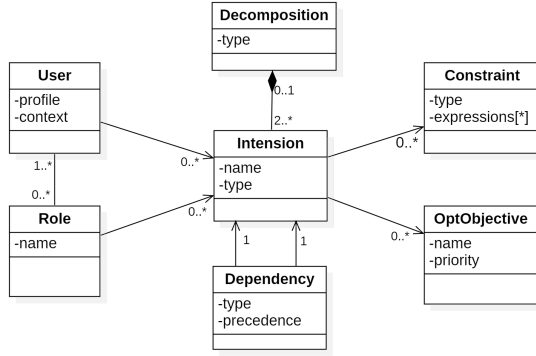 Decomposition
-type
0..1
2..*
User
-profile
-context
1..*
0..*
Role
-name
0..*
0..*
Intension
-name
-type
1
1
Dependency
-type
-precedence
Constraint
-type
-expressions[*]
0..*
OptObjective
-name
-priority
0..*